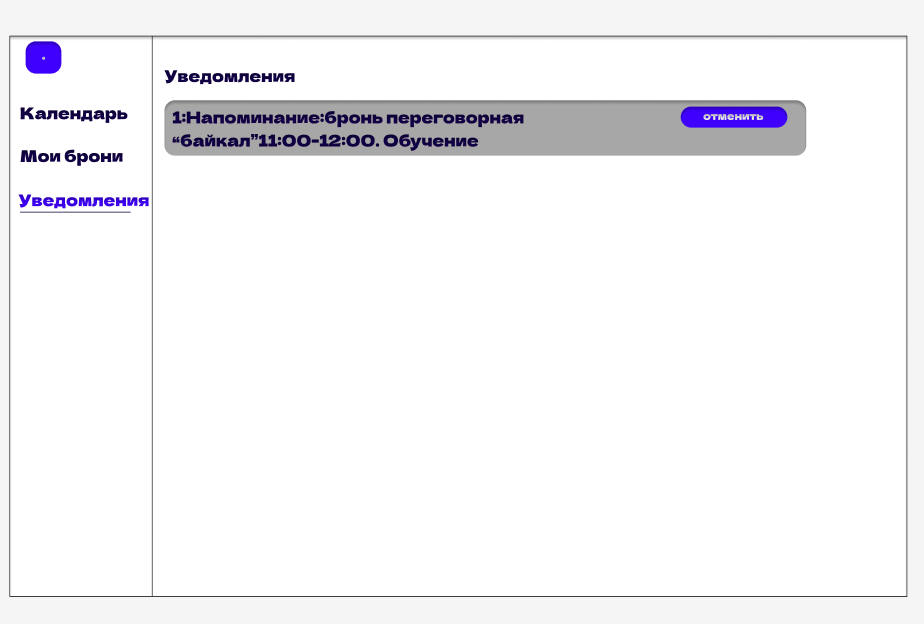 Уведомления
Календарь
Мои брони
Уведомления
1:Напоминание:бронь переговорная
“байкал”11:00-12:00. Обучение
отменить